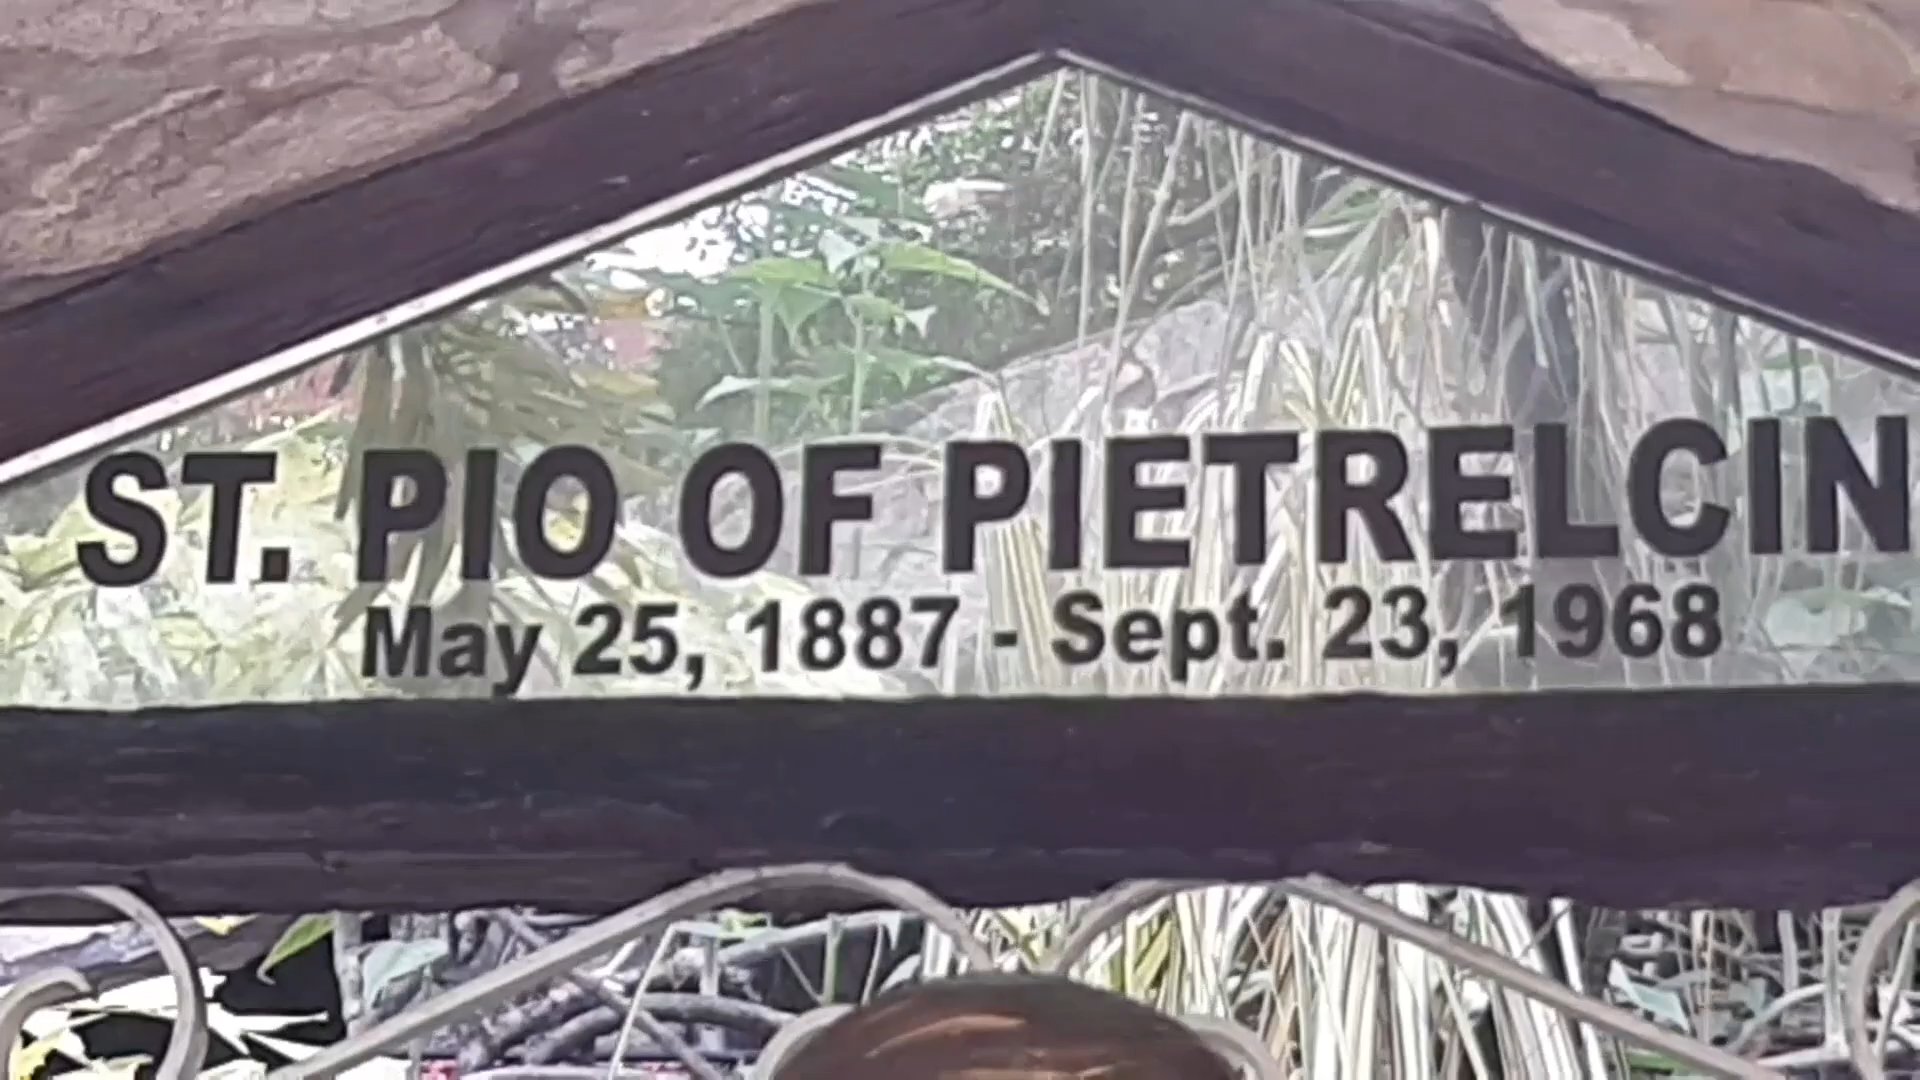 ST. PIO OF PIETRELCIN
May 25, 1887 - Sept. 23, 1968